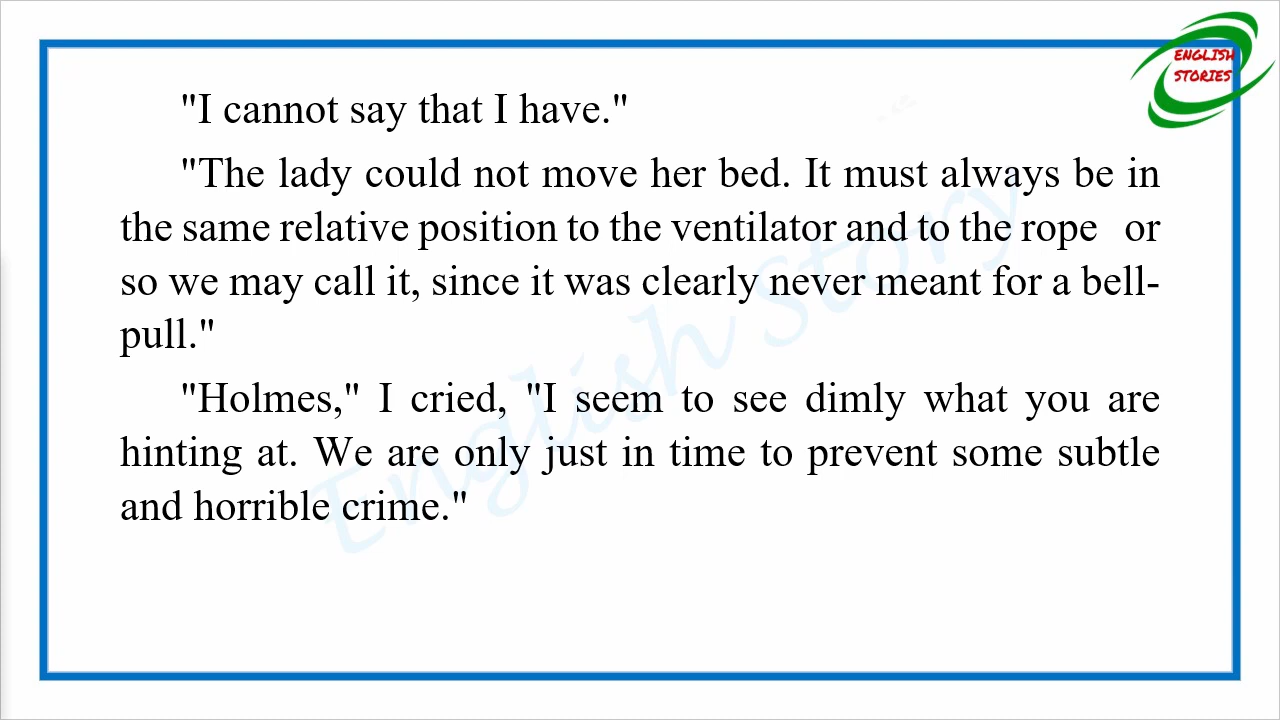 ENGLISH
STORIES
"I cannot say that I have."
"The lady could not move her bed. It must always be in
the same relative position to the ventilator and to the rope or
so we may call it, since it was clearly never meant for a bell-
pull."
"Holmes," I cried, "I seem to see dimly what you are
hinting at. We are only just in time to prevent some subtle
and horrible crime."
English Story